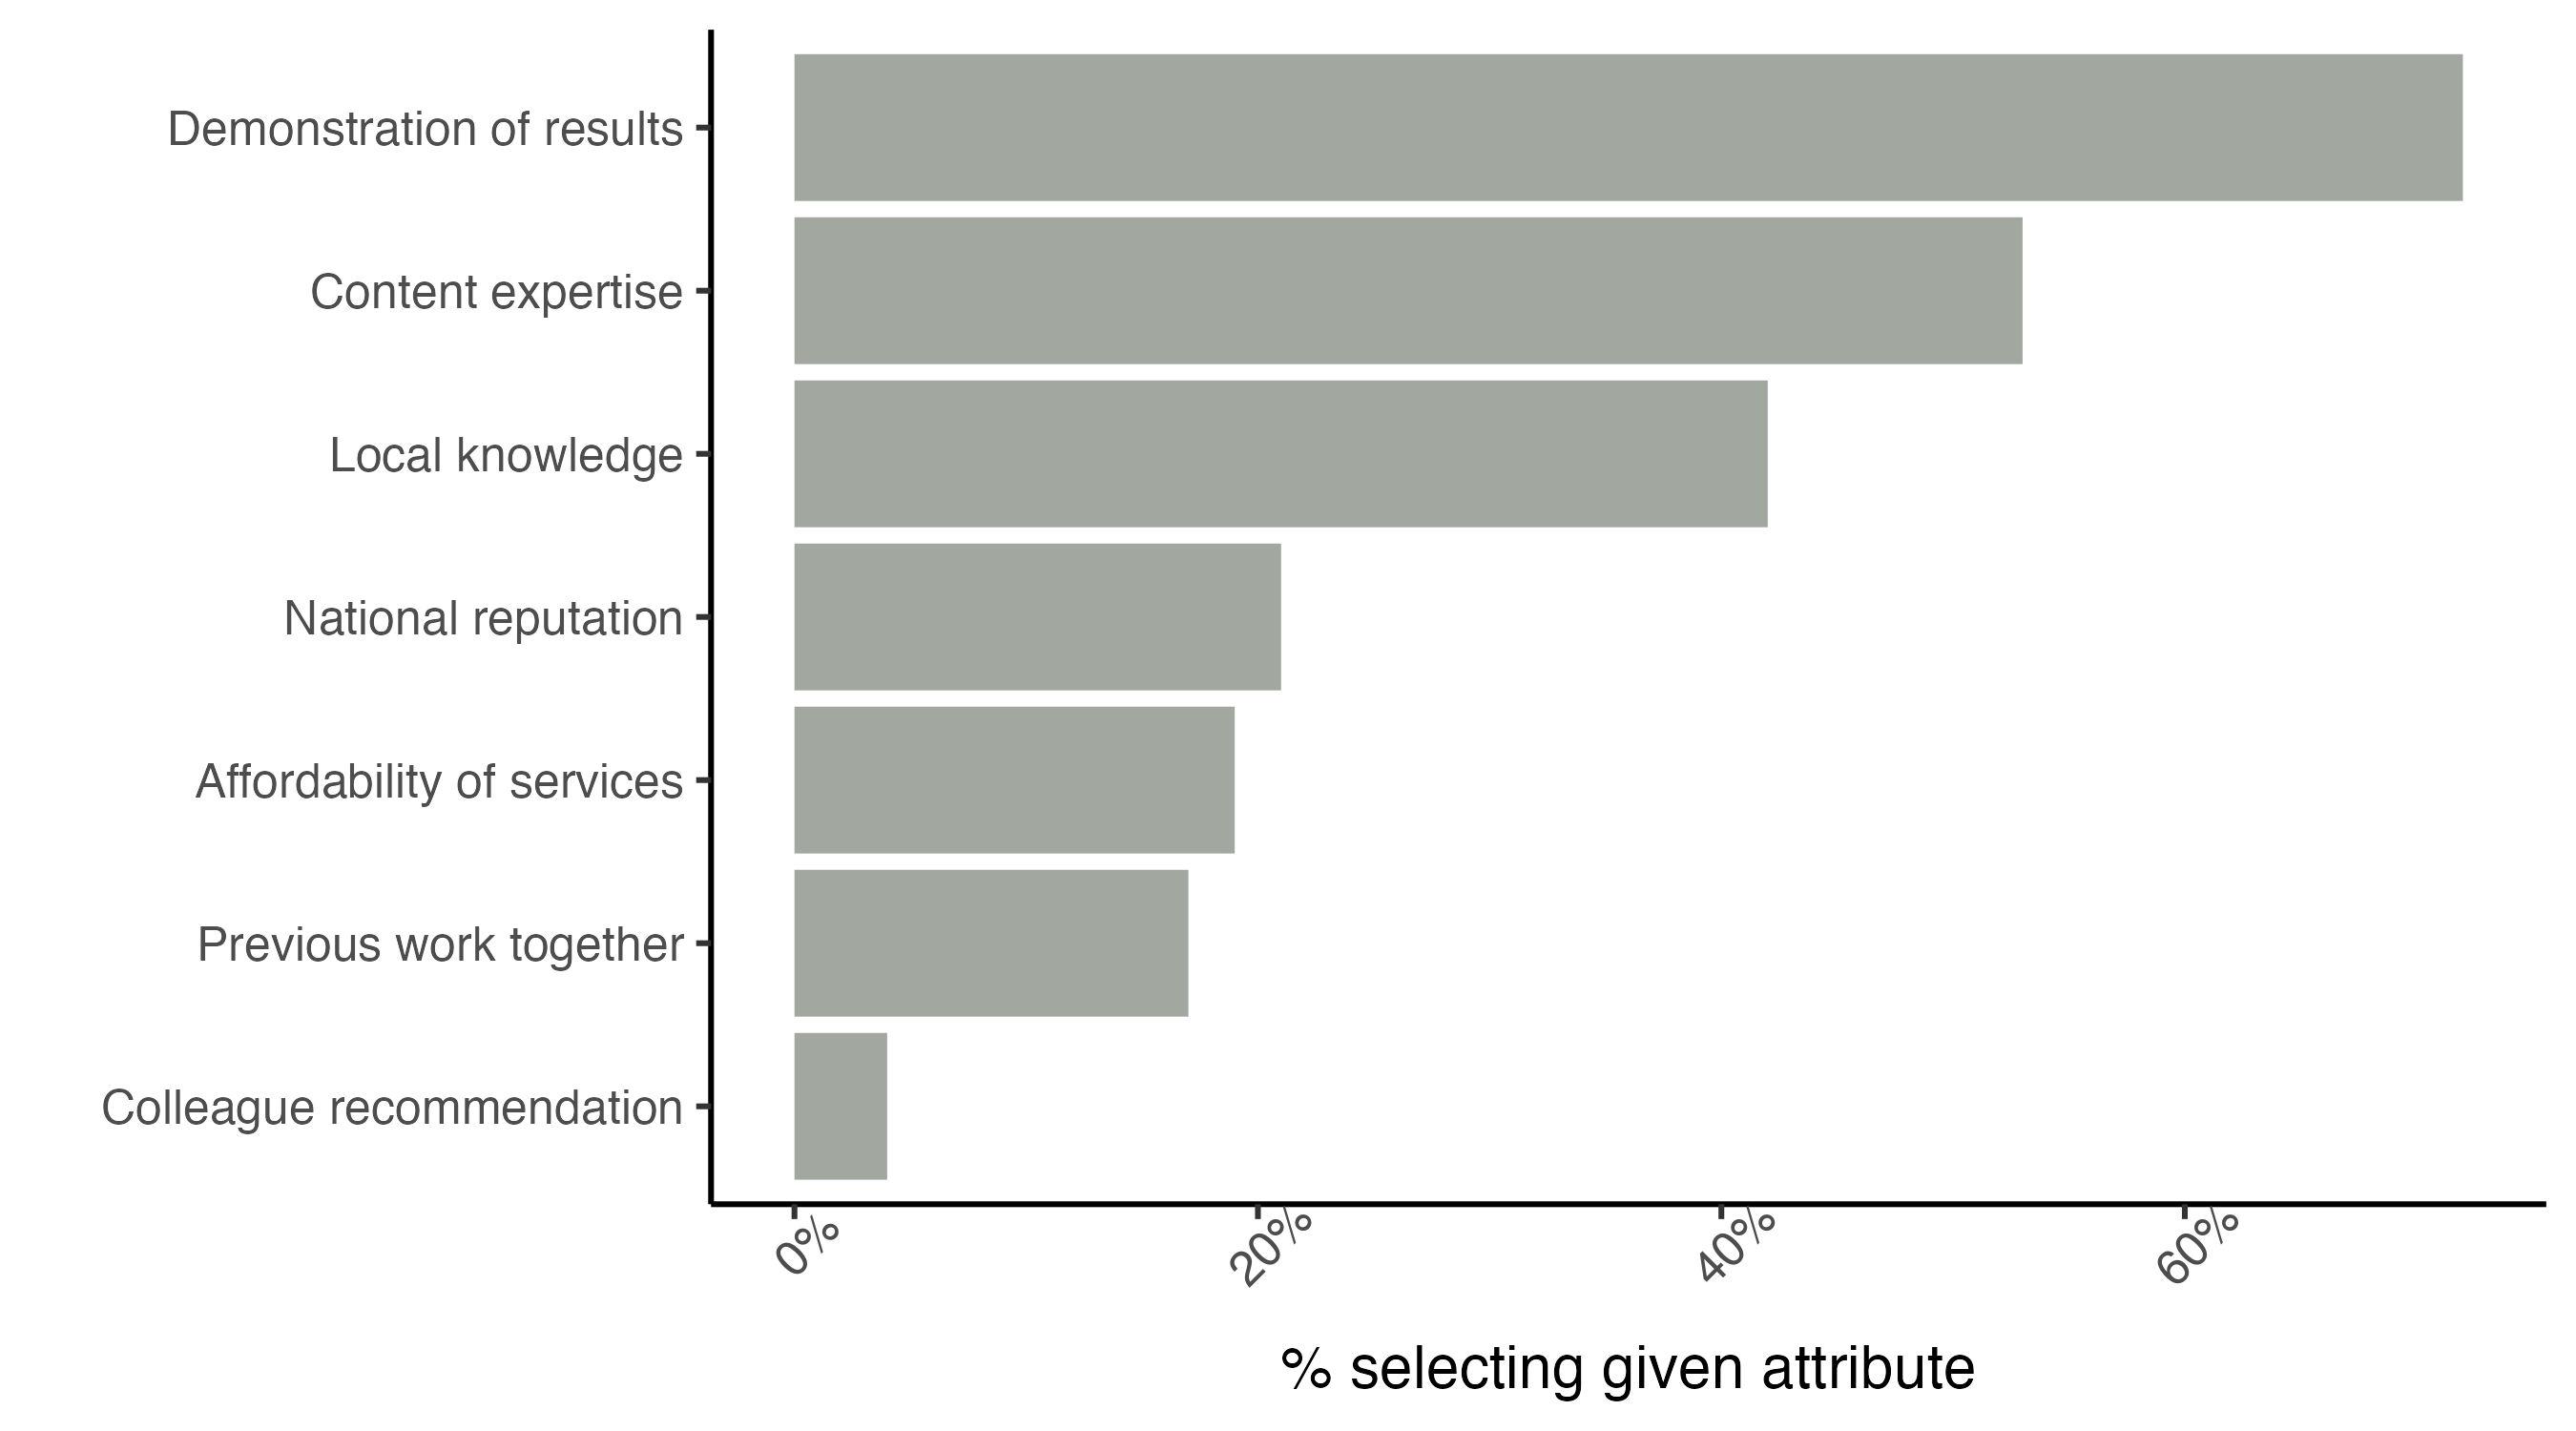 Demonstration of results
Content expertise
Local knowledge
National reputation
Affordability of services
Previous work together
Colleague recommendation
0%
20%
40%
60%
% selecting given attribute